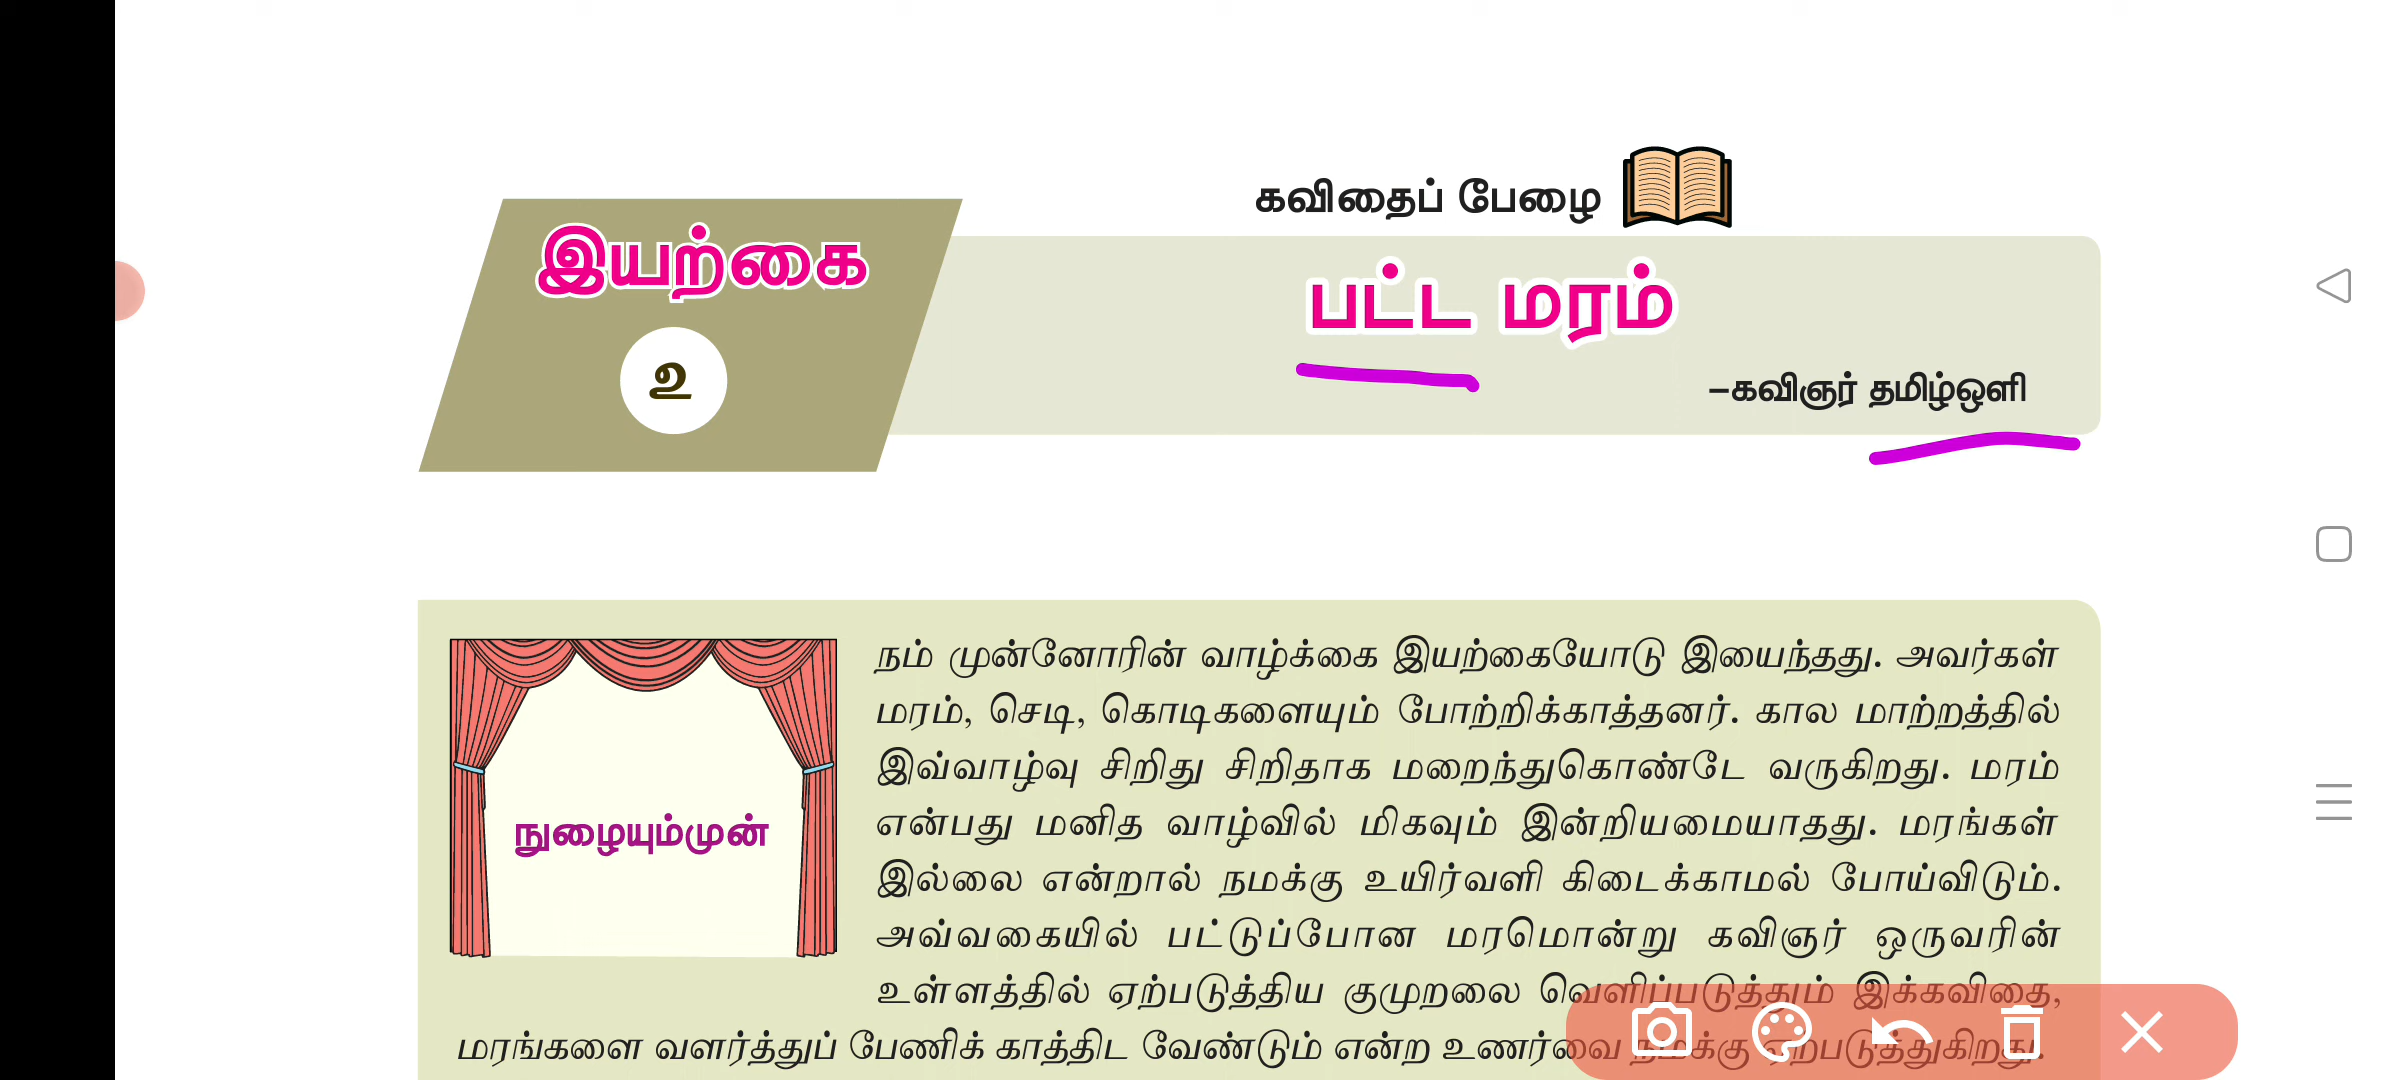 கவிதைப் பேழை
இயற்கை
உ
பட்ட மரம்
–கவிஞர் தமிழ்ஒளி
நுழையும்முன்
நம் முன்னோரின் வாழ்க்கை இயற்கையோடு இயைந்தது. அவர்கள்
மரம், செடி, கொடிகளையும் போற்றிக்காத்தனர். கால மாற்றத்தில்
இவ்வாழ்வு சிறிது சிறிதாக மறைந்துகொண்டே வருகிறது. மரம்
என்பது மனித வாழ்வில் மிகவும் இன்றியமையாதது. மரங்கள்
இல்லை என்றால் நமக்கு உயிர்வளி கிடைக்காமல் போய்விடும்.
அவ்வகையில் பட்டுப்போன மரமொன்று கவிஞர் ஒருவரின்
உள்ளத்தில் ஏற்படுத்திய குமுறலை வெளிப்படுத்தும் இக்கவிதை,
மரங்களை வளர்த்துப் பேணிக் காத்திட வேண்டும் என்ற உணர்வை நமக்கு ஏற்படுத்துகிறது.